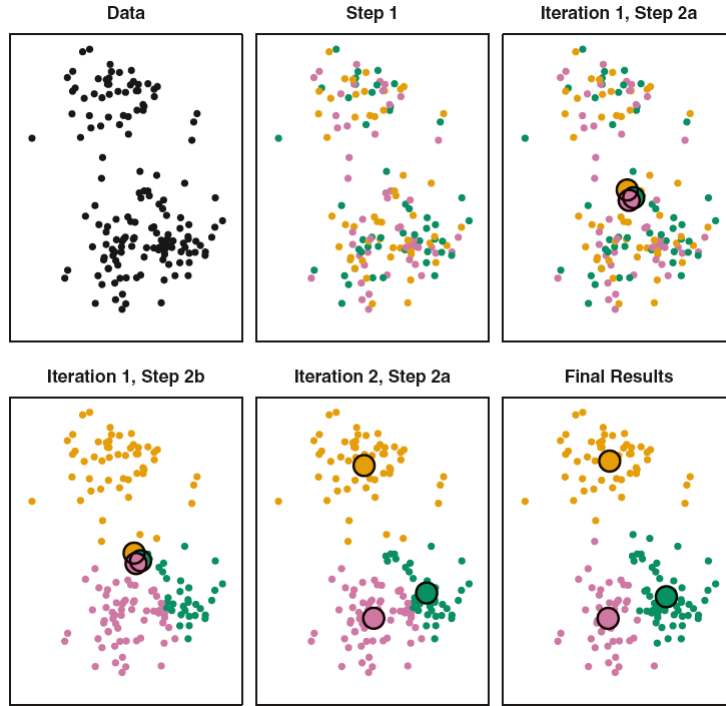 Data
Step 1
Iteration 1, Step 2a
Iteration 1, Step 2b
Iteration 2, Step 2a
Final Results